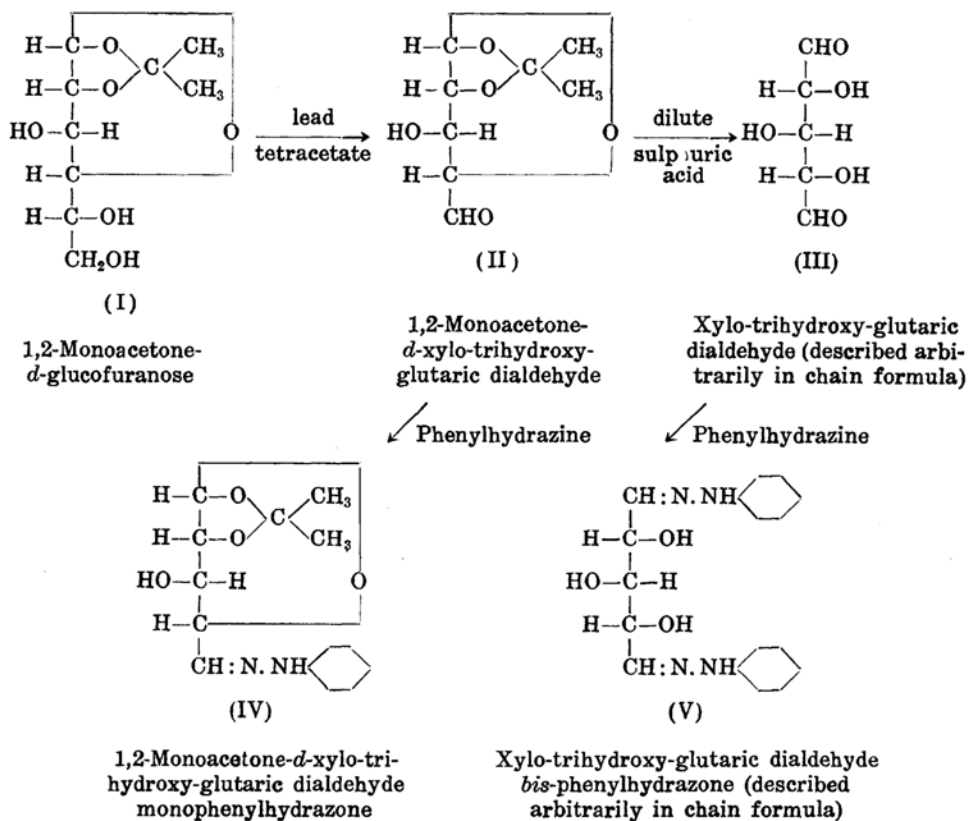 H–C–O
H–C–O
C
CH₃
CH₃
HO–C–H
O
H–C
H–C–OH
CH₂OH
(I)
1,2-Monoacetone-
d-glucofuranose
lead
tetracetate
H–C–O
H–C–O
C
CH₃
CH₃
HO–C–H
O
H–C
CHO
(II)
1,2-Monoacetone-
d-xylo-trihydroxy-
glutaric dialdehyde
dilute
sulphuric
acid
CHO
H–C–OH
HO–C–H
H–C–OH
CHO
(III)
Xylo-trihydroxy-glutaric
dialdehyde (described arbi-
trarily in chain formula)
Phenylhydrazine
Phenylhydrazine
H–C–O
H–C–O
C
CH₃
CH₃
HO–C–H
O
H–C
CH:N.NH
(IV)
1,2-Monoacetone-d-xylo-tri-
hydroxy-glutaric dialdehyde
monophenylhydrazone
CH:N.NH
H–C–OH
HO–C–H
H–C–OH
CH:N.NH
(V)
Xylo-trihydroxy-glutaric dialdehyde
bis-phenylhydrazone (described
arbitrarily in chain formula)